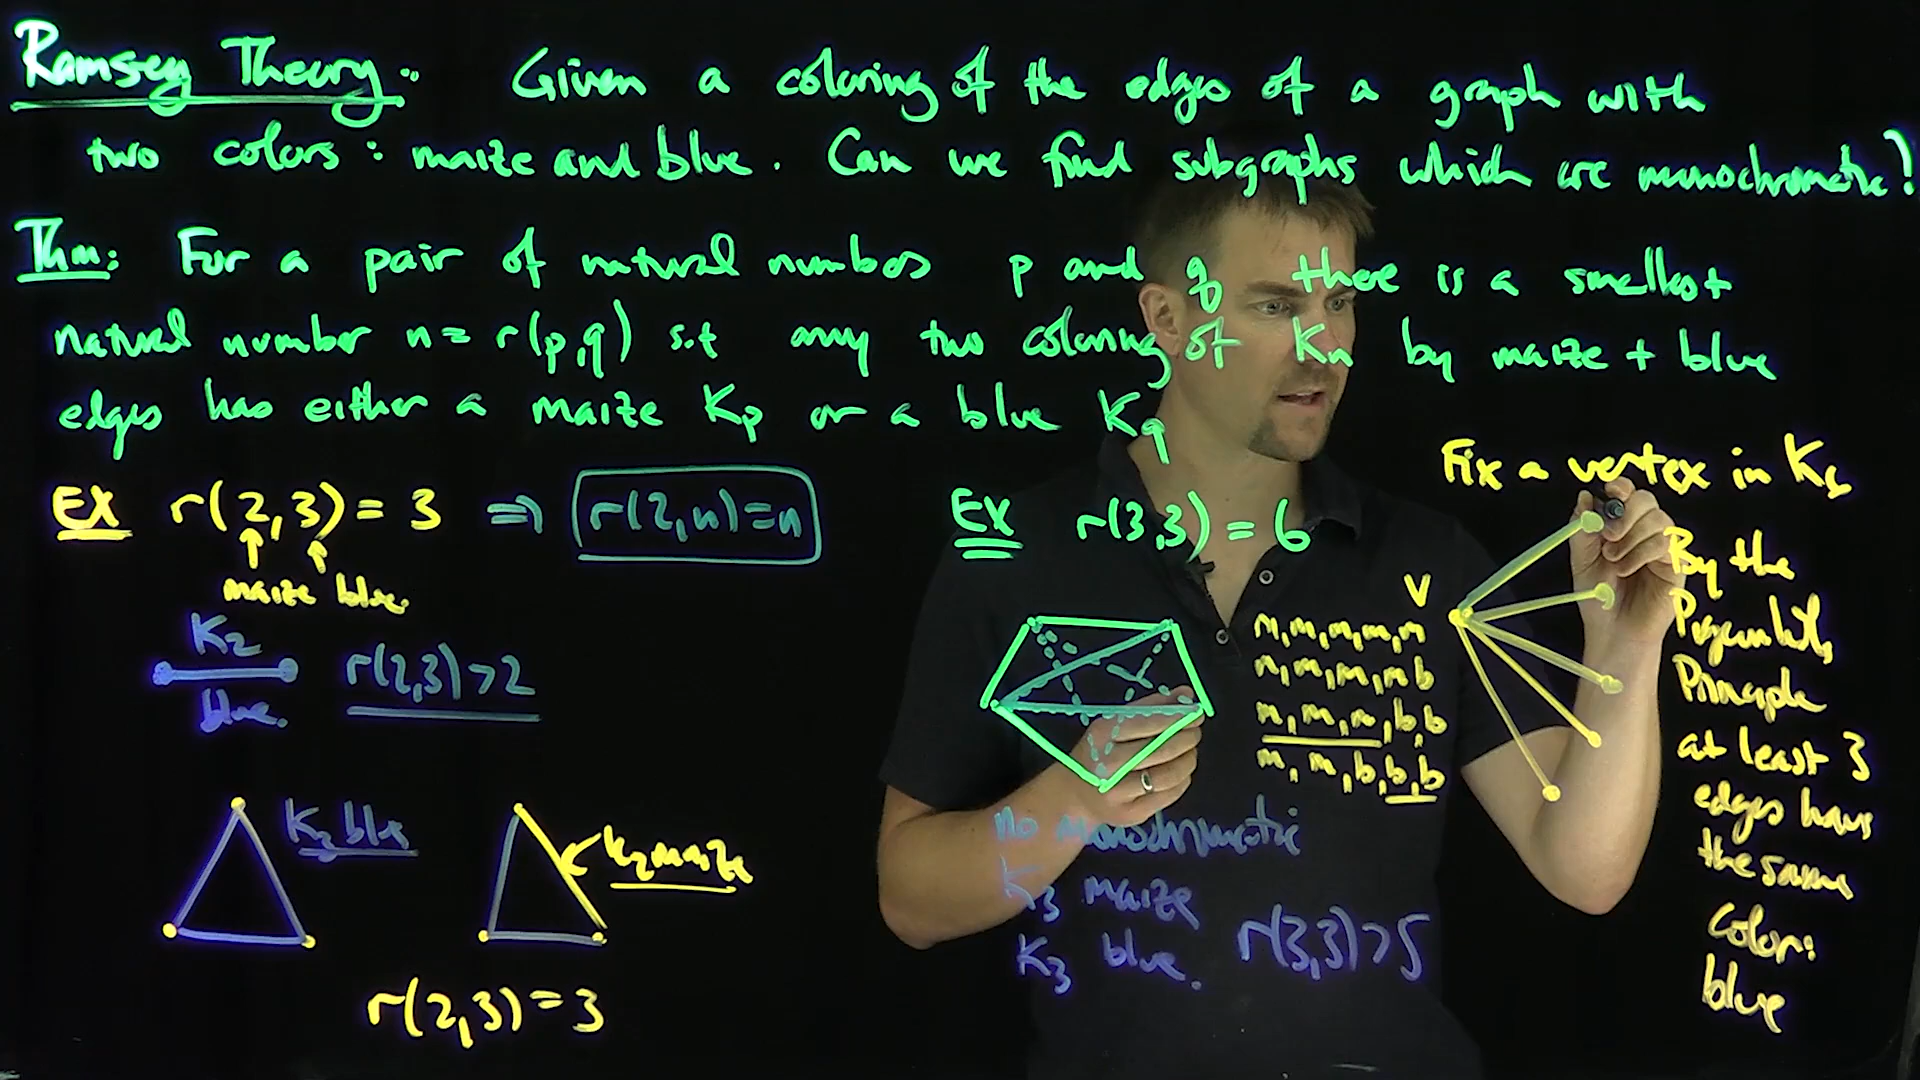 Ramsey Theory: Given a coloring of the edges of a graph with
two colors: maize and blue. Can we find subgraphs which are monochromatic?
Thm: For a pair of natural numbers p and q there is a smallest
natural number n = r(p,q) s.t any two coloring of Kn by maize + blue
edges has either a maize Kp or a blue Kq
EX r(2,3) = 3 ⇒ r(2,n)=n
maize blue.
K2
blue.
r(2,3)>2
K3 blue
K2 maize
r(2,3)=3
EX r(3,3) = 6
no monochromatic
K3 maize
K3 blue.
r(3,3)>5
Fix a vertex in K6
V
m,m,m,m,m
m,m,m,m b
m,m,m,b,b
m,m,b,b,b
By the
Pigeonhole
Principle
at least 3
edges have
the same
color:
blue